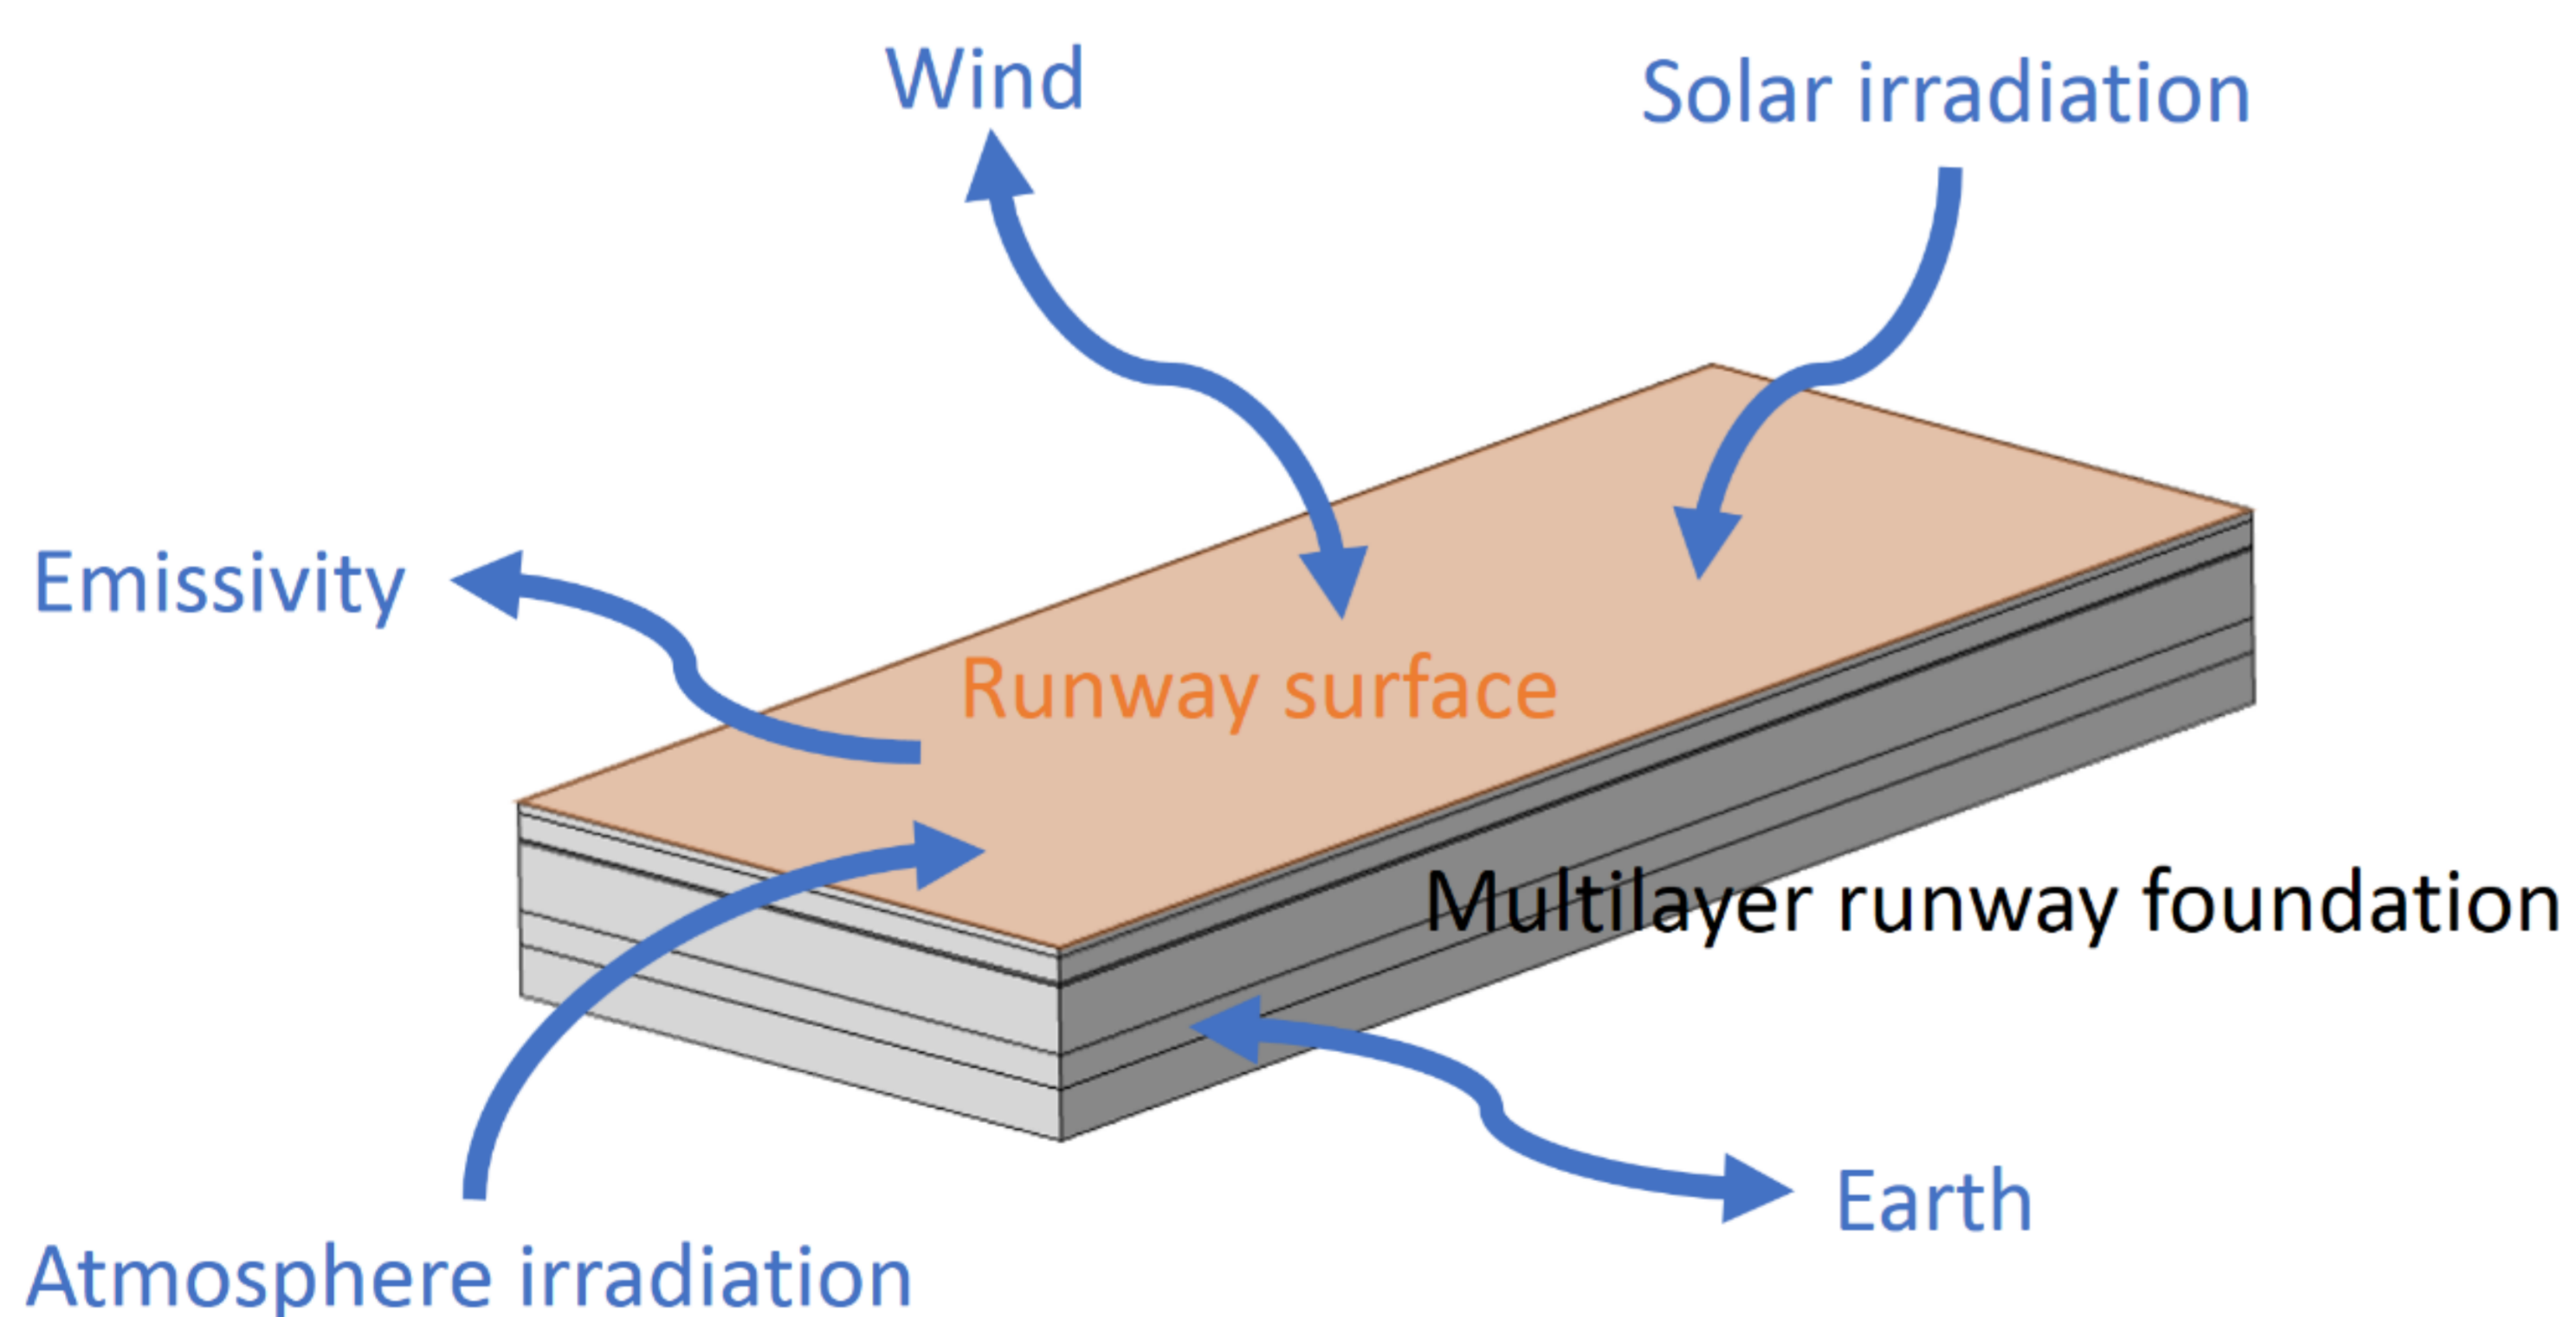 Wind
Solar irradiation
Emissivity
Runway surface
Multilayer runway foundation
Earth
Atmosphere irradiation